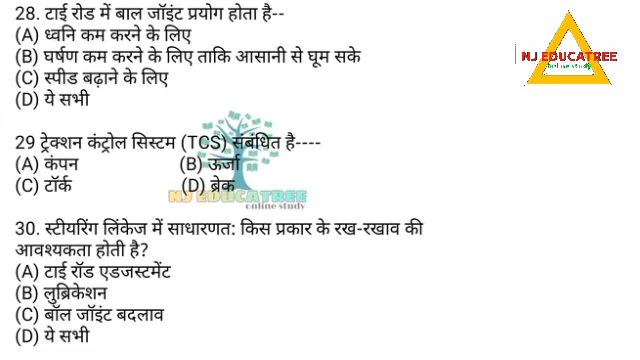 28. टाई रोड में बाल जॉइंट प्रयोग होता है--
(A) ध्वनि कम करने के लिए
(B) घर्षण कम करने के लिए ताकि आसानी से घूम सके
(C) स्पीड बढ़ाने के लिए
(D) ये सभी
NJ EDUCATREE
online study
29 ट्रेक्शन कंट्रोल सिस्टम (TCS) संबंधित है----
(A) कंपन (B) ऊर्जा
(C) टॉर्क (D) ब्रेक
NJ EDUCATREE
online study
30. स्टीयरिंग लिंकेज में साधारणत: किस प्रकार के रख-रखाव की
आवश्यकता होती है?
(A) टाई रॉड एडजस्टमेंट
(B) लुब्रिकेशन
(C) बॉल जॉइंट बदलाव
(D) ये सभी